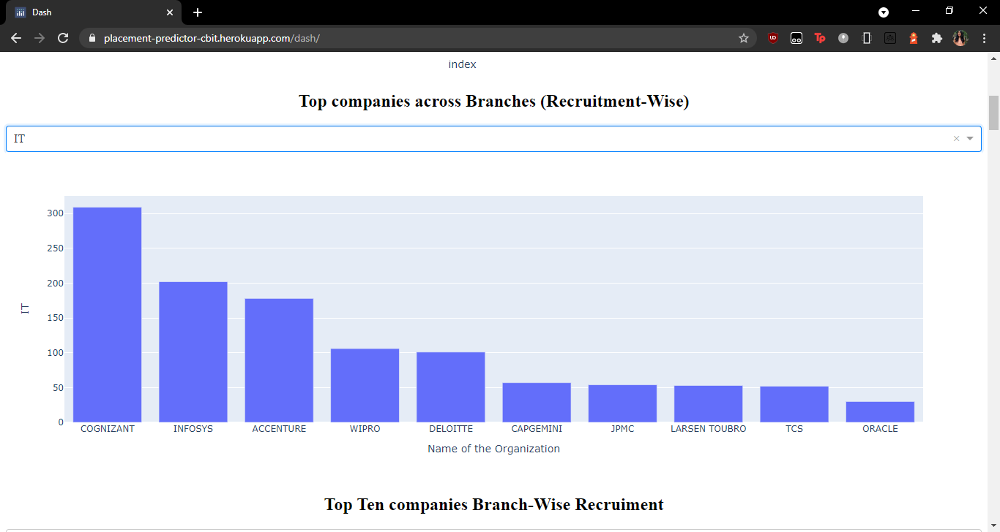 Dash
placement-predictor-cbit.herokuapp.com/dash/
index
Top companies across Branches (Recruitment-Wise)
IT
300
250
200
150
100
50
0
IT
COGNIZANT INFOSYS ACCENTURE WIPRO DELOITTE CAPGEMINI JPMC LARSEN TOUBRO TCS ORACLE
Name of the Organization
Top Ten companies Branch-Wise Recruiment